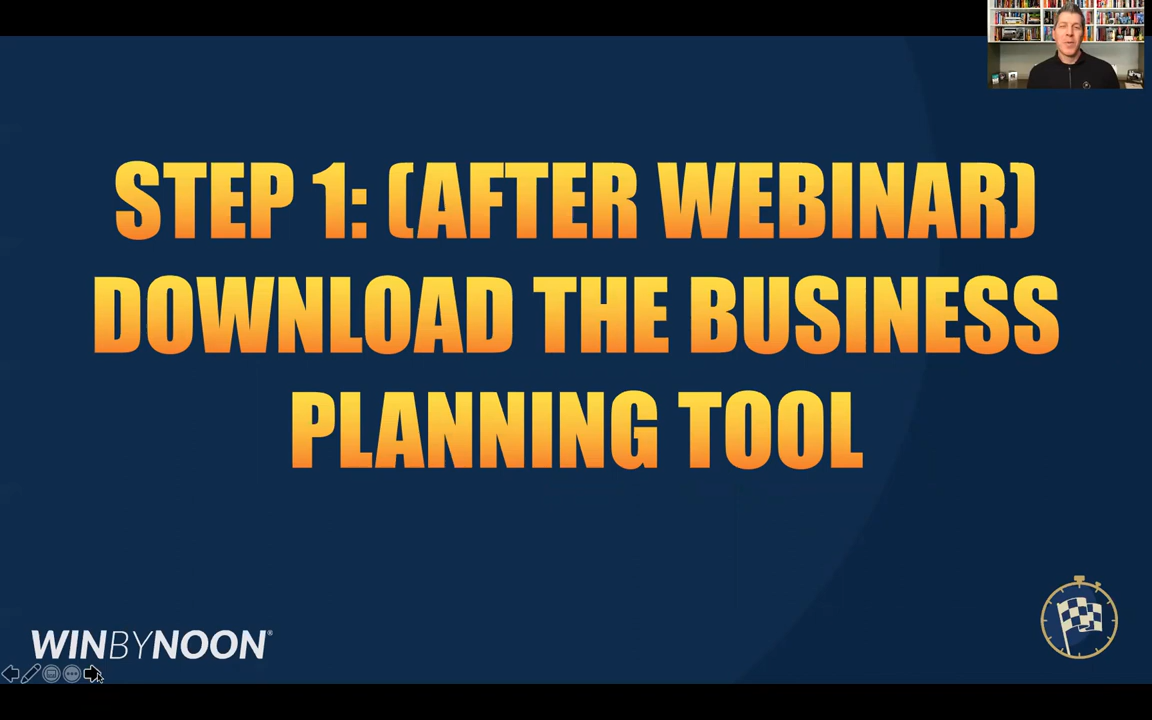 STEP 1: (AFTER WEBINAR)
DOWNLOAD THE BUSINESS
PLANNING TOOL
WINBYNOON®